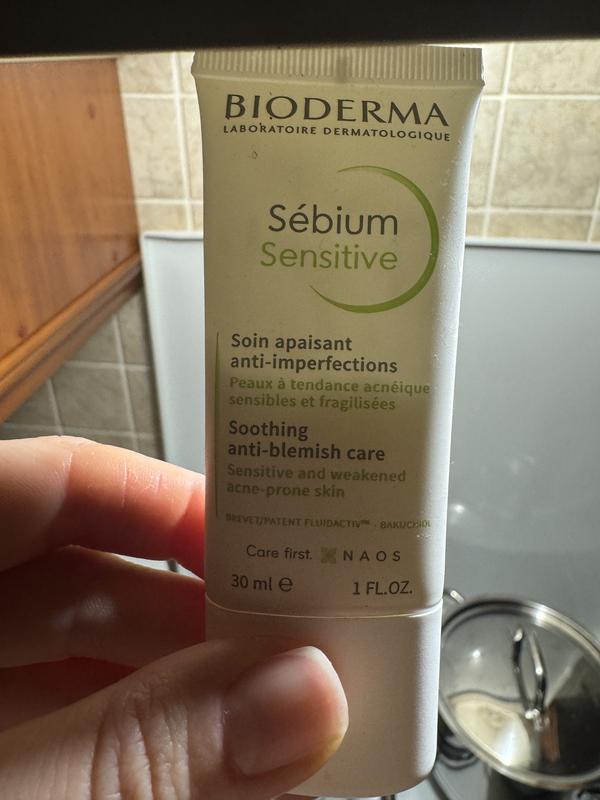 BIODERMA
LABORATOIRE DERMATOLOGIQUE
Sébium
Sensitive
Soin apaisant
anti-imperfections
Peaux à tendance acnéique
sensibles et fragilisées
Soothing
anti-blemish care
Sensitive and weakened
acne-prone skin
BREVET/PATENT FLUIDACTIV™ · BAKUCHIOL
Care first. NAOS
30 ml ℮ 1 FL.OZ.